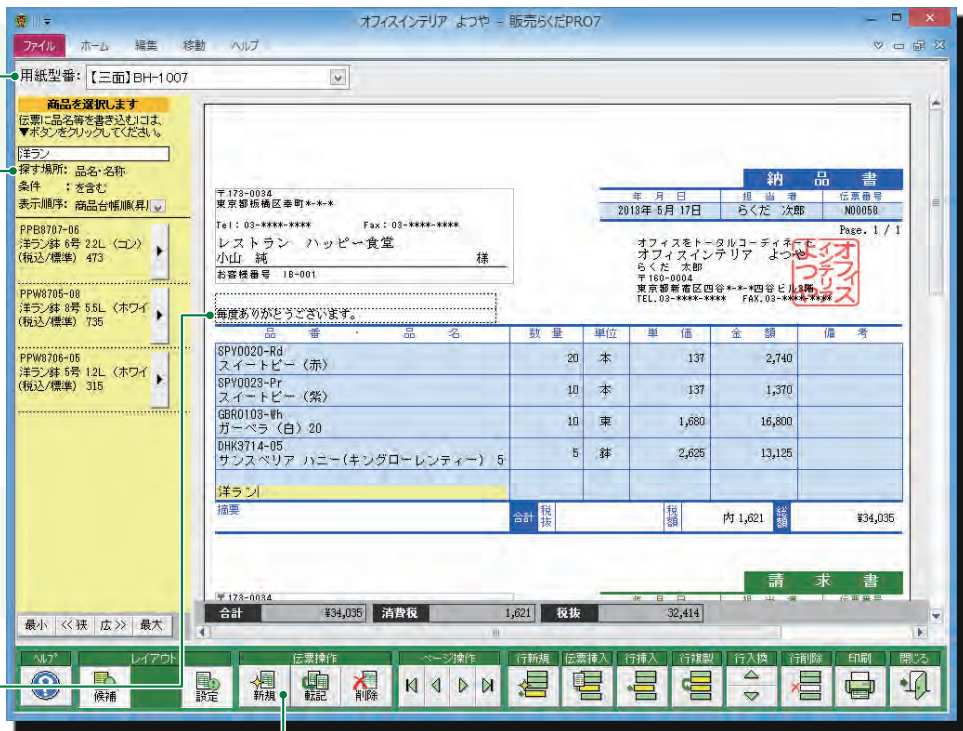 オフィスインテリア よつや － 販売らくだPRO7
ファイル ホーム 編集 移動 ヘルプ
用紙型番: 【三面】BH-1007
商品を選択します
伝票に品名等を書き込むには、
▼ボタンをクリックしてください。
洋ラン
探す場所: 品名・名称
条件 : を含む
表示順序: 商品台帳順(昇)
PPB8707-06
洋ラン鉢 6号 2.2L (コン)
(税込/標準) 473
PPW8705-08
洋ラン鉢 8号 5.5L (ホワイ
(税込/標準) 735
PPW8706-05
洋ラン鉢 5号 1.2L (ホワイ
(税込/標準) 315
最小 <<狭 広>> 最大
納品書
〒173-0034
東京都板橋区幸町*-*-*
Tel: 03-****-**** Fax: 03-****-****
レストラン ハッピー食堂
小山 純 様
お客様番号 18-001
年月日 担当者 伝票番号
2013年 5月 17日 らくだ 次郎 N00058
Page. 1 / 1
オフィスをトータルコーディネート
オフィスインテリア よつや
らくだ 太郎
〒160-0004
東京都新宿区四谷*-*-*四谷ビル3階
TEL.03-****-**** FAX.03-****-****
オフィス
インテリア
よつや
毎度ありがとうございます。
品番・品名 数量 単位 単価 金額 備考
SPY0020-Rd
スイートピー (赤) 20 本 137 2,740
SPY0023-Pr
スイートピー (紫) 10 本 137 1,370
GBR0103-Wh
ガーベラ (白) 20 10 束 1,680 16,800
DHK3714-05
サンスベリア ハニー(キングローレンティー) 5 5 鉢 2,625 13,125
洋ラン
摘要 合計 税抜 税額 内 1,621 総額 ¥34,035
請求書
〒173-0034 年月日 担当者 伝票番号
合計 ¥34,035 消費税 1,621 税抜 32,414
ヘルプ レイアウト 伝票操作 ページ操作 行新規 伝票挿入 行挿入 行複製 行入換 行削除 印刷 閉じる
候補 設定 新規 転記 削除